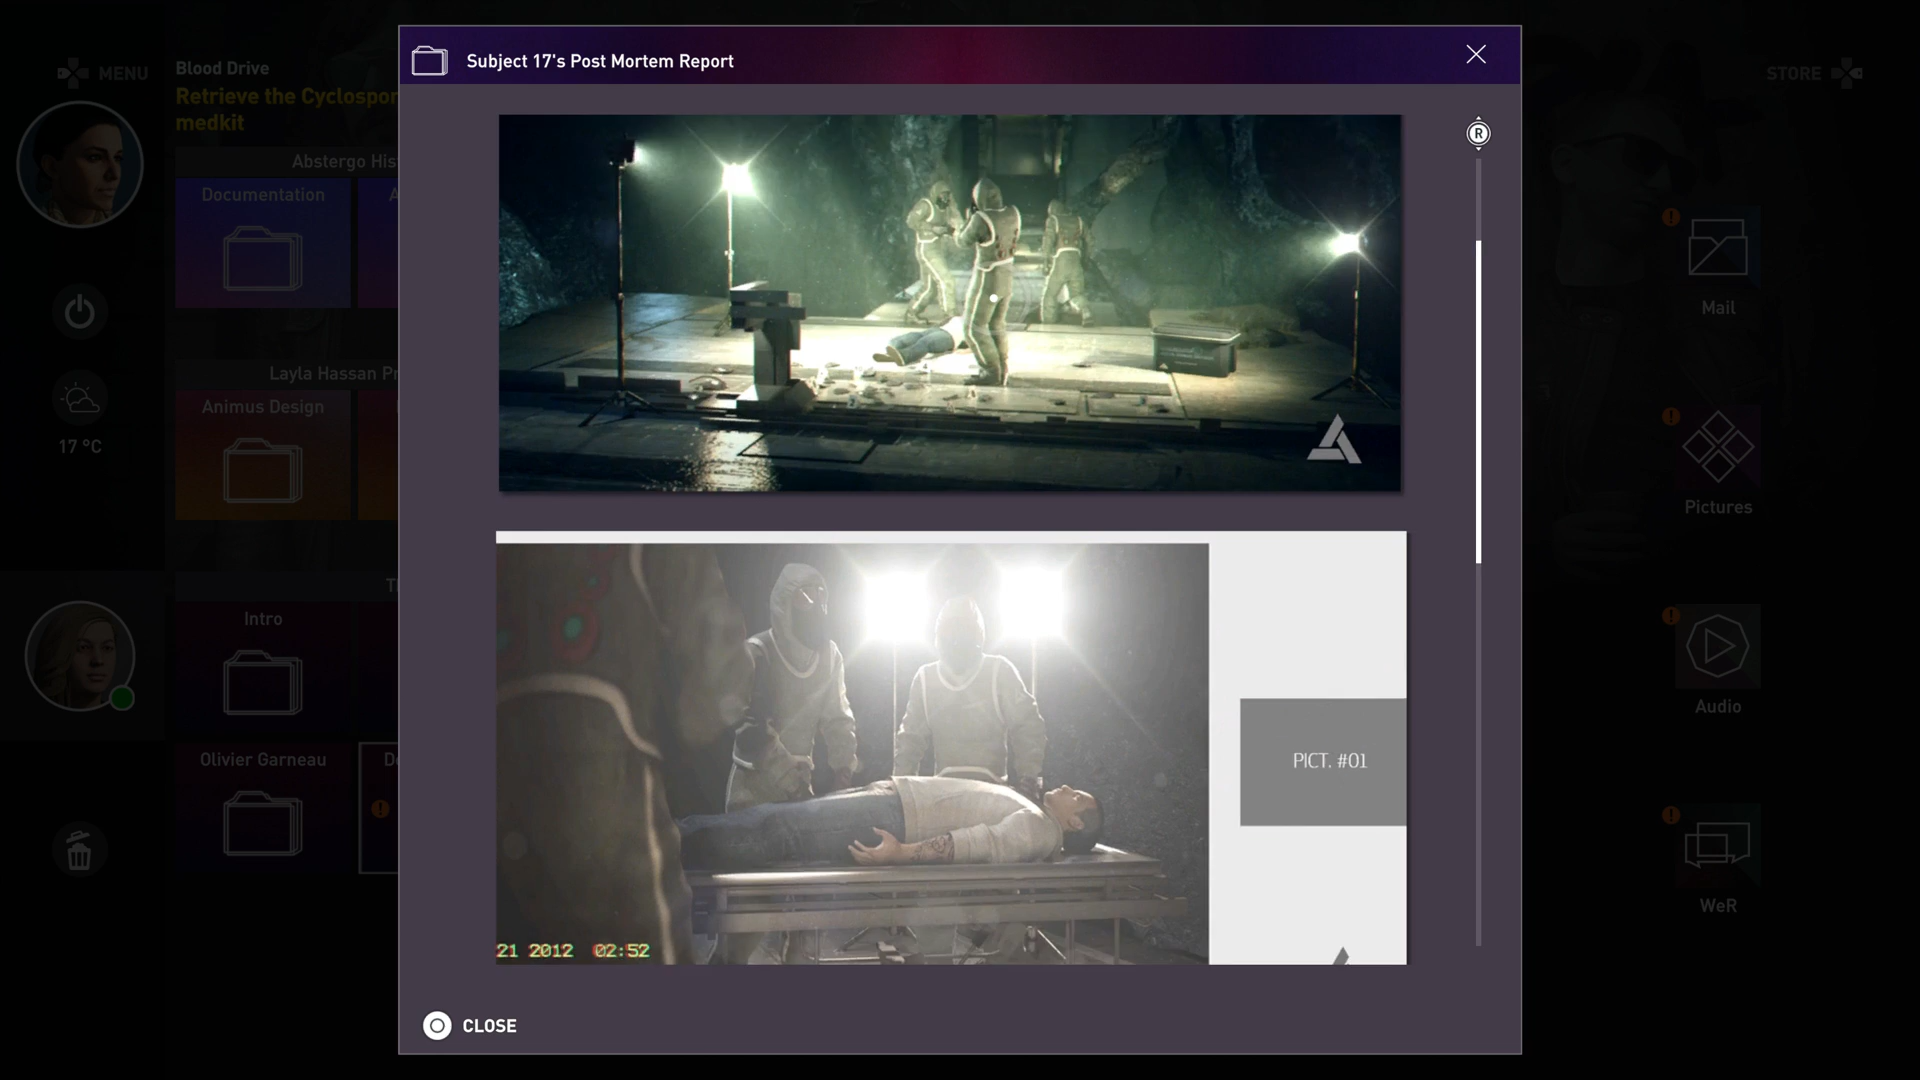 Subject 17's Post Mortem Report
MENU
Blood Drive
Retrieve the Cyclospor
medkit
STORE
R
Abstergo His
Documentation
A
17 °C
Layla Hassan Pr
Animus Design
Intro
Olivier Garneau
Mail
Pictures
Audio
WeR
PICT. #01
21 2012 02:52
CLOSE